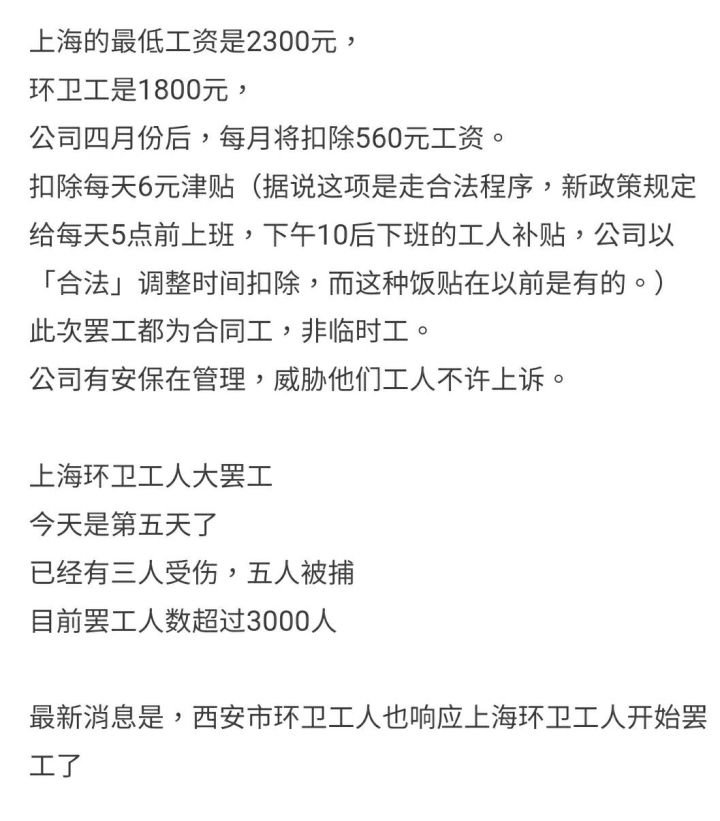 上海的最低工资是2300元，
环卫工是1800元，
公司四月份后，每月将扣除560元工资。
扣除每天6元津贴（据说这项是走合法程序，新政策规定
给每天5点前上班，下午10后下班的工人补贴，公司以
「合法」调整时间扣除，而这种饭贴在以前是有的。）
此次罢工都为合同工，非临时工。
公司有安保在管理，威胁他们工人不许上诉。
上海环卫工人大罢工
今天是第五天了
已经有三人受伤，五人被捕
目前罢工人数超过3000人
最新消息是，西安市环卫工人也响应上海环卫工人开始罢
工了